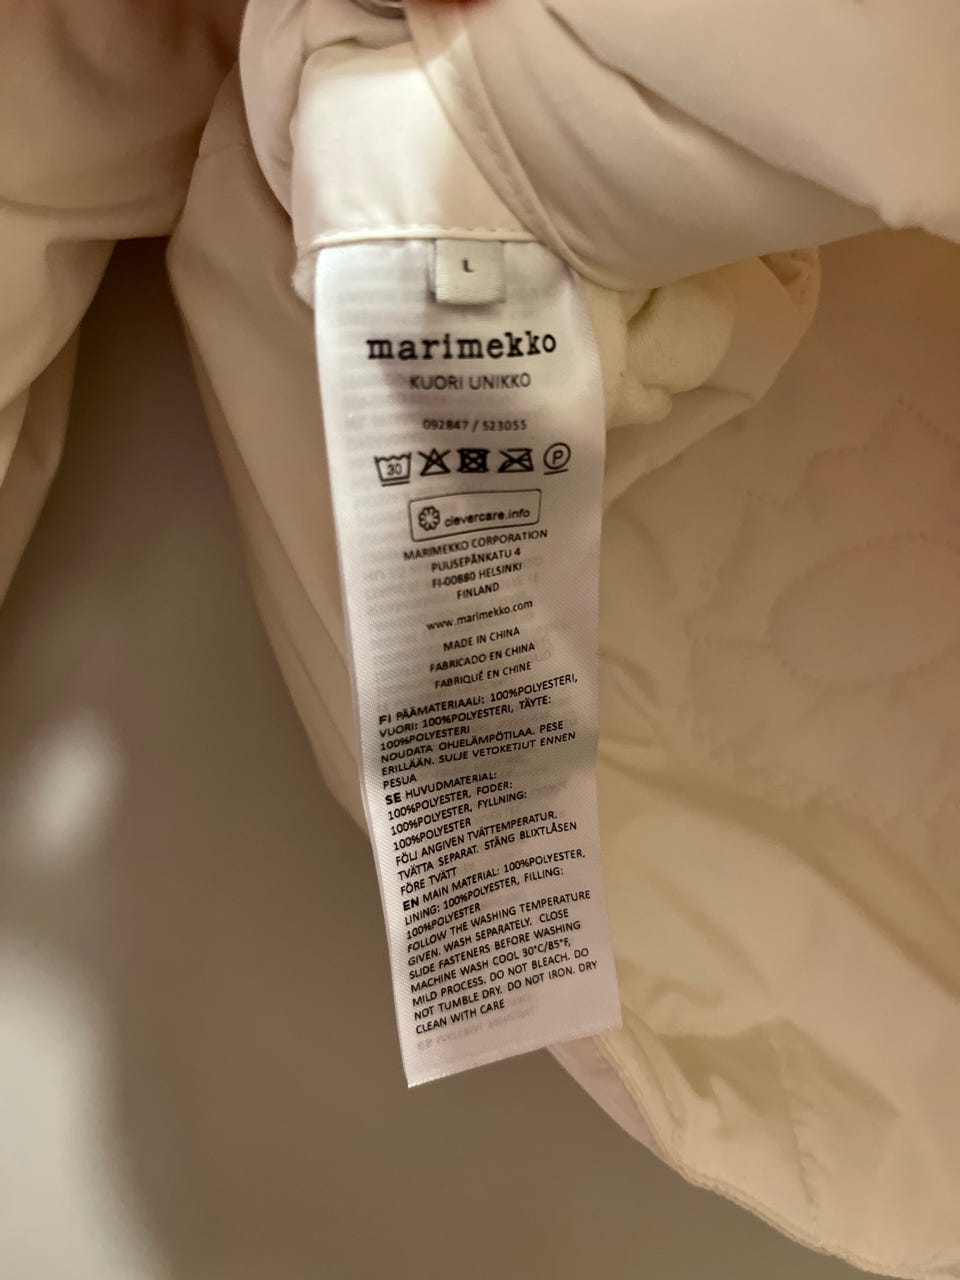 L
marimekko
KUORI UNIKKO
092847 / 523055
30
P
clevercare.info
MARIMEKKO CORPORATION
PUUSEPÄNKATU 4
FI-00880 HELSINKI
FINLAND
www.marimekko.com
MADE IN CHINA
FABRICADO EN CHINA
FABRIQUÉ EN CHINE
FI PÄÄMATERIAALI: 100%POLYESTERI,
VUORI: 100%POLYESTERI, TÄYTE:
100%POLYESTERI
NOUDATA OHJELÄMPÖTILAA. PESE
ERILLÄÄN. SULJE VETOKETJUT ENNEN
PESUA
SE HUVUDMATERIAL:
100%POLYESTER, FODER:
100%POLYESTER, FYLLNING:
100%POLYESTER
FÖLJ ANGIVEN TVÄTTEMPERATUR.
TVÄTTA SEPARAT. STÄNG BLIXTLÅSEN
FÖRE TVÄTT
EN MAIN MATERIAL: 100%POLYESTER,
LINING: 100%POLYESTER, FILLING:
100%POLYESTER
FOLLOW THE WASHING TEMPERATURE
GIVEN. WASH SEPARATELY. CLOSE
SLIDE FASTENERS BEFORE WASHING
MACHINE WASH COOL 30°C/85°F,
MILD PROCESS. DO NOT BLEACH. DO
NOT TUMBLE DRY. DO NOT IRON. DRY
CLEAN WITH CARE